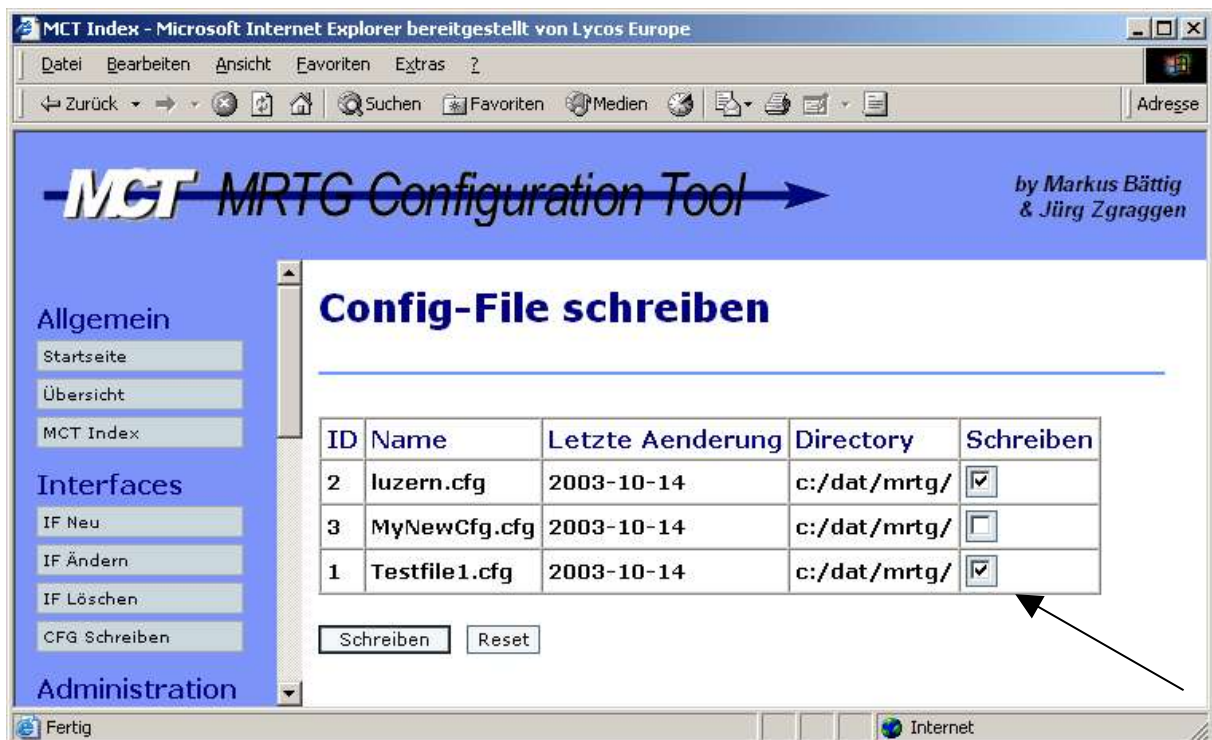 MCT Index - Microsoft Internet Explorer bereitgestellt von Lycos Europe
Datei Bearbeiten Ansicht Favoriten Extras ?
Zurück Suchen Favoriten Medien Adresse
MCT MRTG Configuration Tool
by Markus Bättig
& Jürg Zgraggen
Allgemein
Startseite
Übersicht
MCT Index
Interfaces
IF Neu
IF Ändern
IF Löschen
CFG Schreiben
Administration
Config-File schreiben
ID Name Letzte Aenderung Directory Schreiben
2 luzern.cfg 2003-10-14 c:/dat/mrtg/
3 MyNewCfg.cfg 2003-10-14 c:/dat/mrtg/
1 Testfile1.cfg 2003-10-14 c:/dat/mrtg/
Schreiben Reset
Fertig Internet